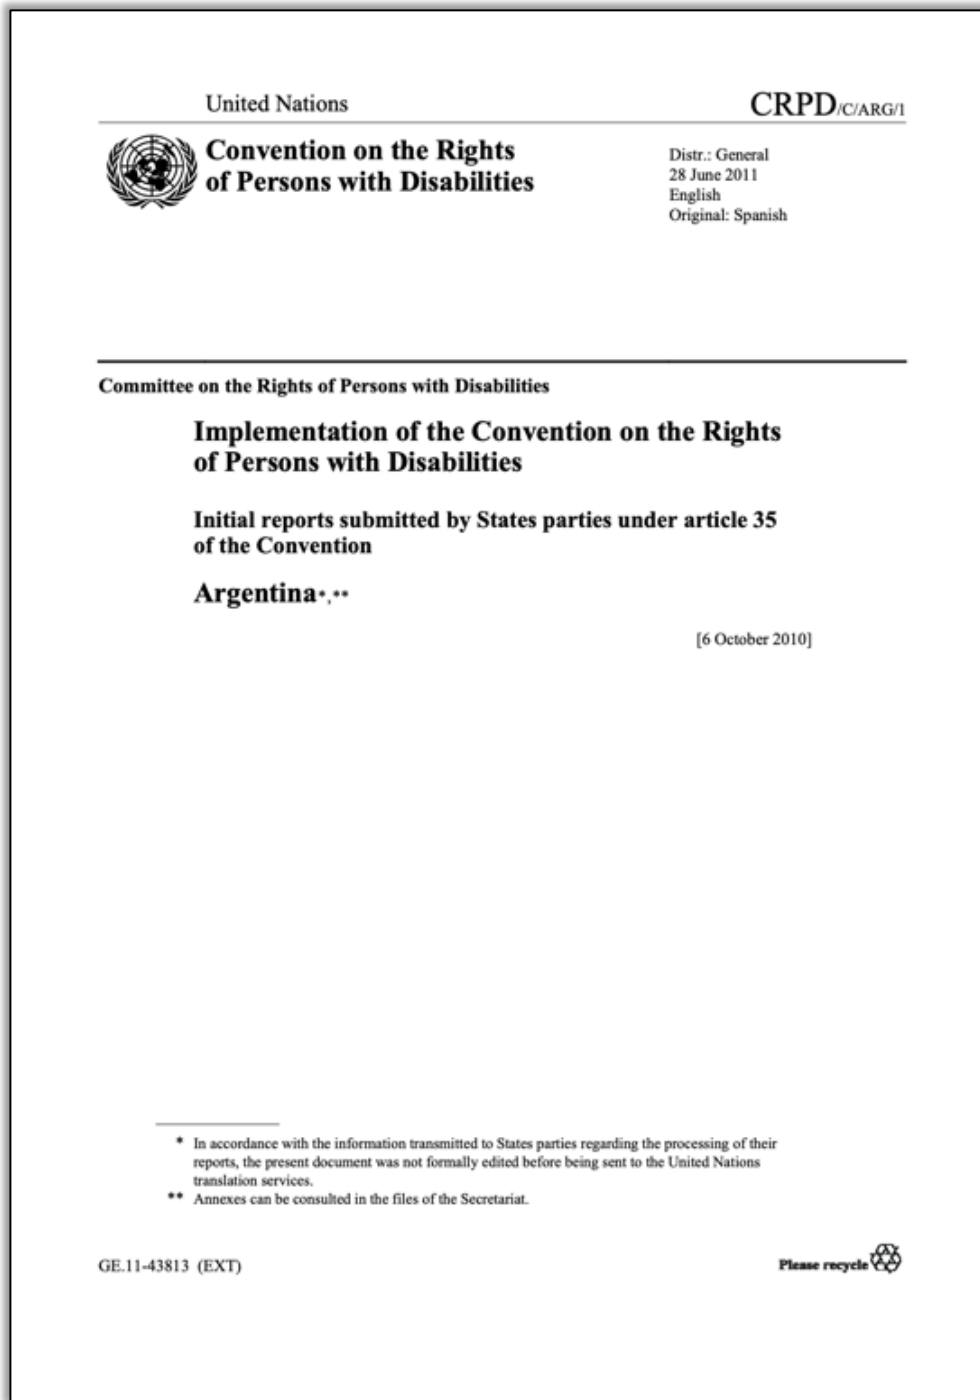 United Nations
CRPD/C/ARG/1
Convention on the Rights
of Persons with Disabilities
Distr.: General
28 June 2011
English
Original: Spanish
Committee on the Rights of Persons with Disabilities
Implementation of the Convention on the Rights
of Persons with Disabilities
Initial reports submitted by States parties under article 35
of the Convention
Argentina*,**
[6 October 2010]
* In accordance with the information transmitted to States parties regarding the processing of their
reports, the present document was not formally edited before being sent to the United Nations
translation services.
** Annexes can be consulted in the files of the Secretariat.
GE.11-43813 (EXT)
Please recycle